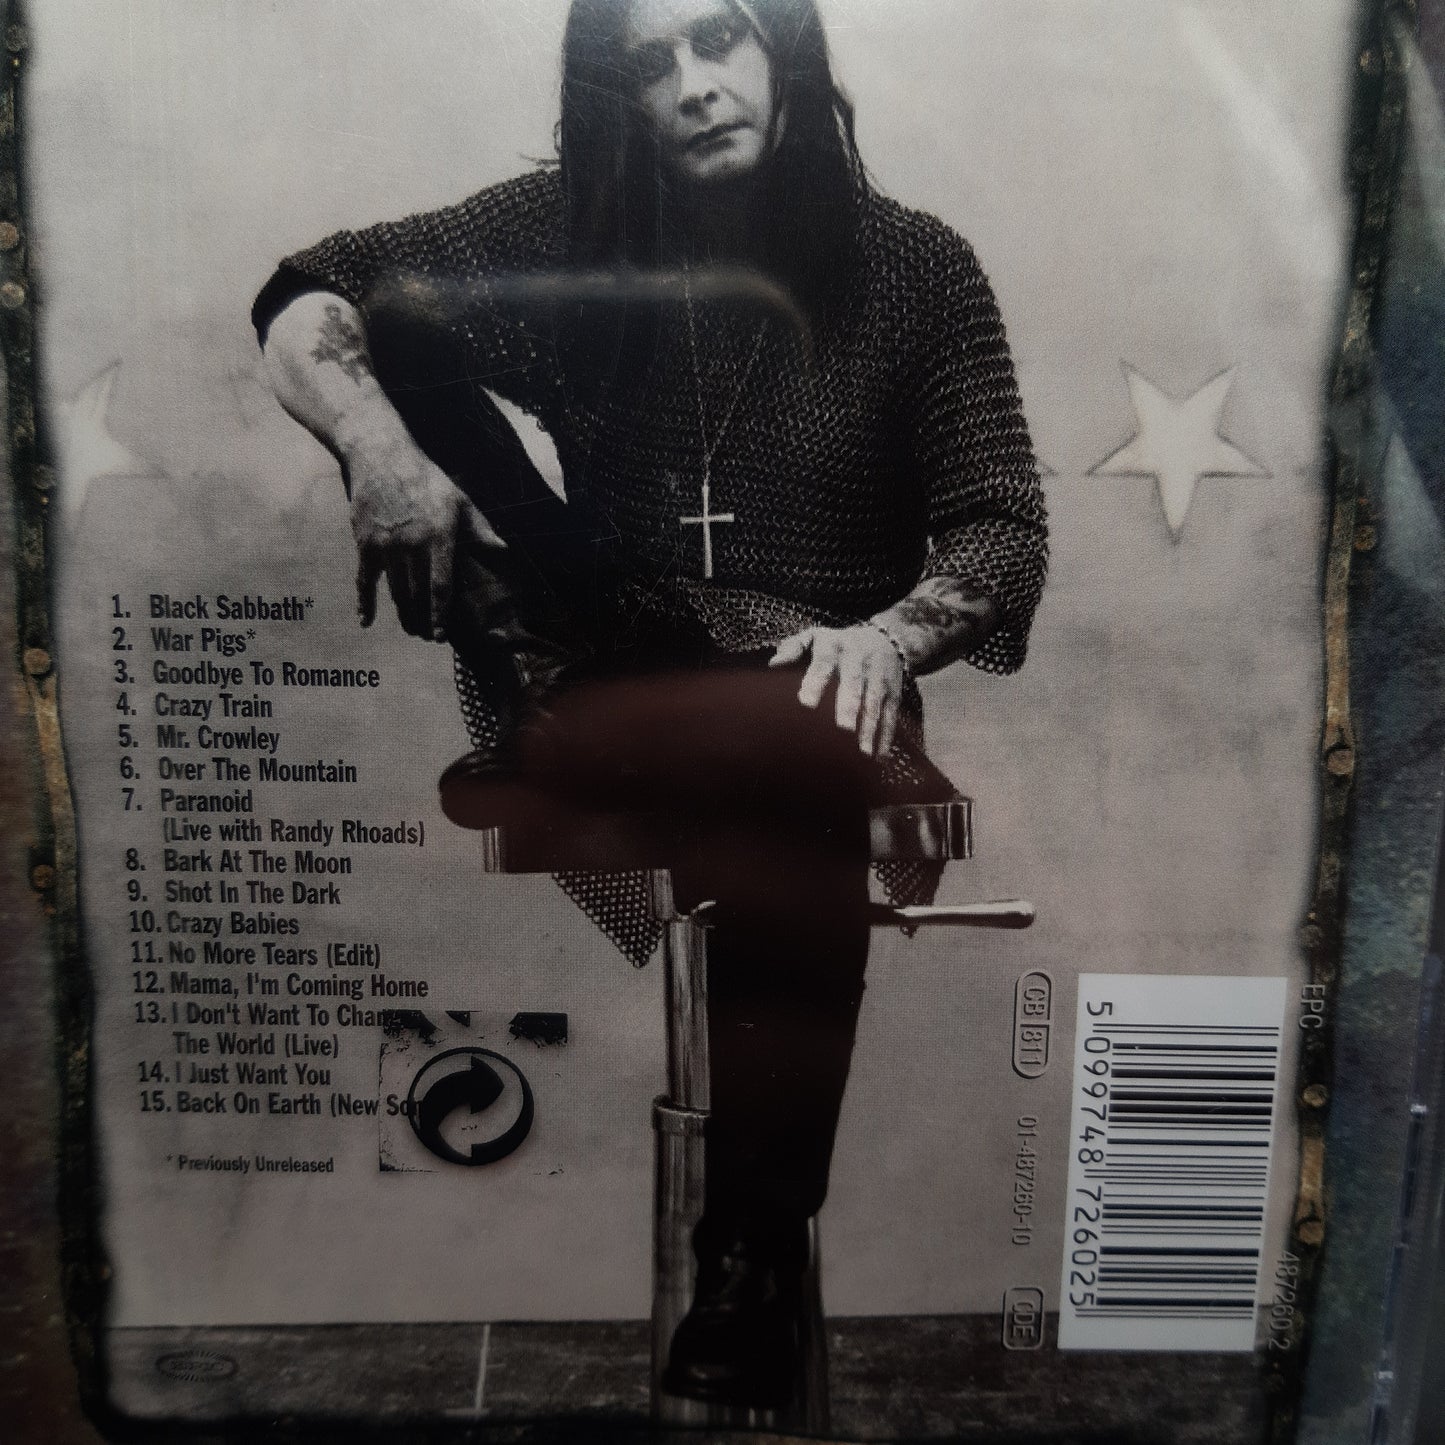 1. Black Sabbath*
2. War Pigs*
3. Goodbye To Romance
4. Crazy Train
5. Mr. Crowley
6. Over The Mountain
7. Paranoid
(Live with Randy Rhoads)
8. Bark At The Moon
9. Shot In The Dark
10. Crazy Babies
11. No More Tears (Edit)
12. Mama, I'm Coming Home
13. I Don't Want To Chan
The World (Live)
14. I Just Want You
15. Back On Earth (New So
* Previously Unreleased
EPIC
CB 811
01-487260-10
CDE
5 099748 726025
EPC
487260 2